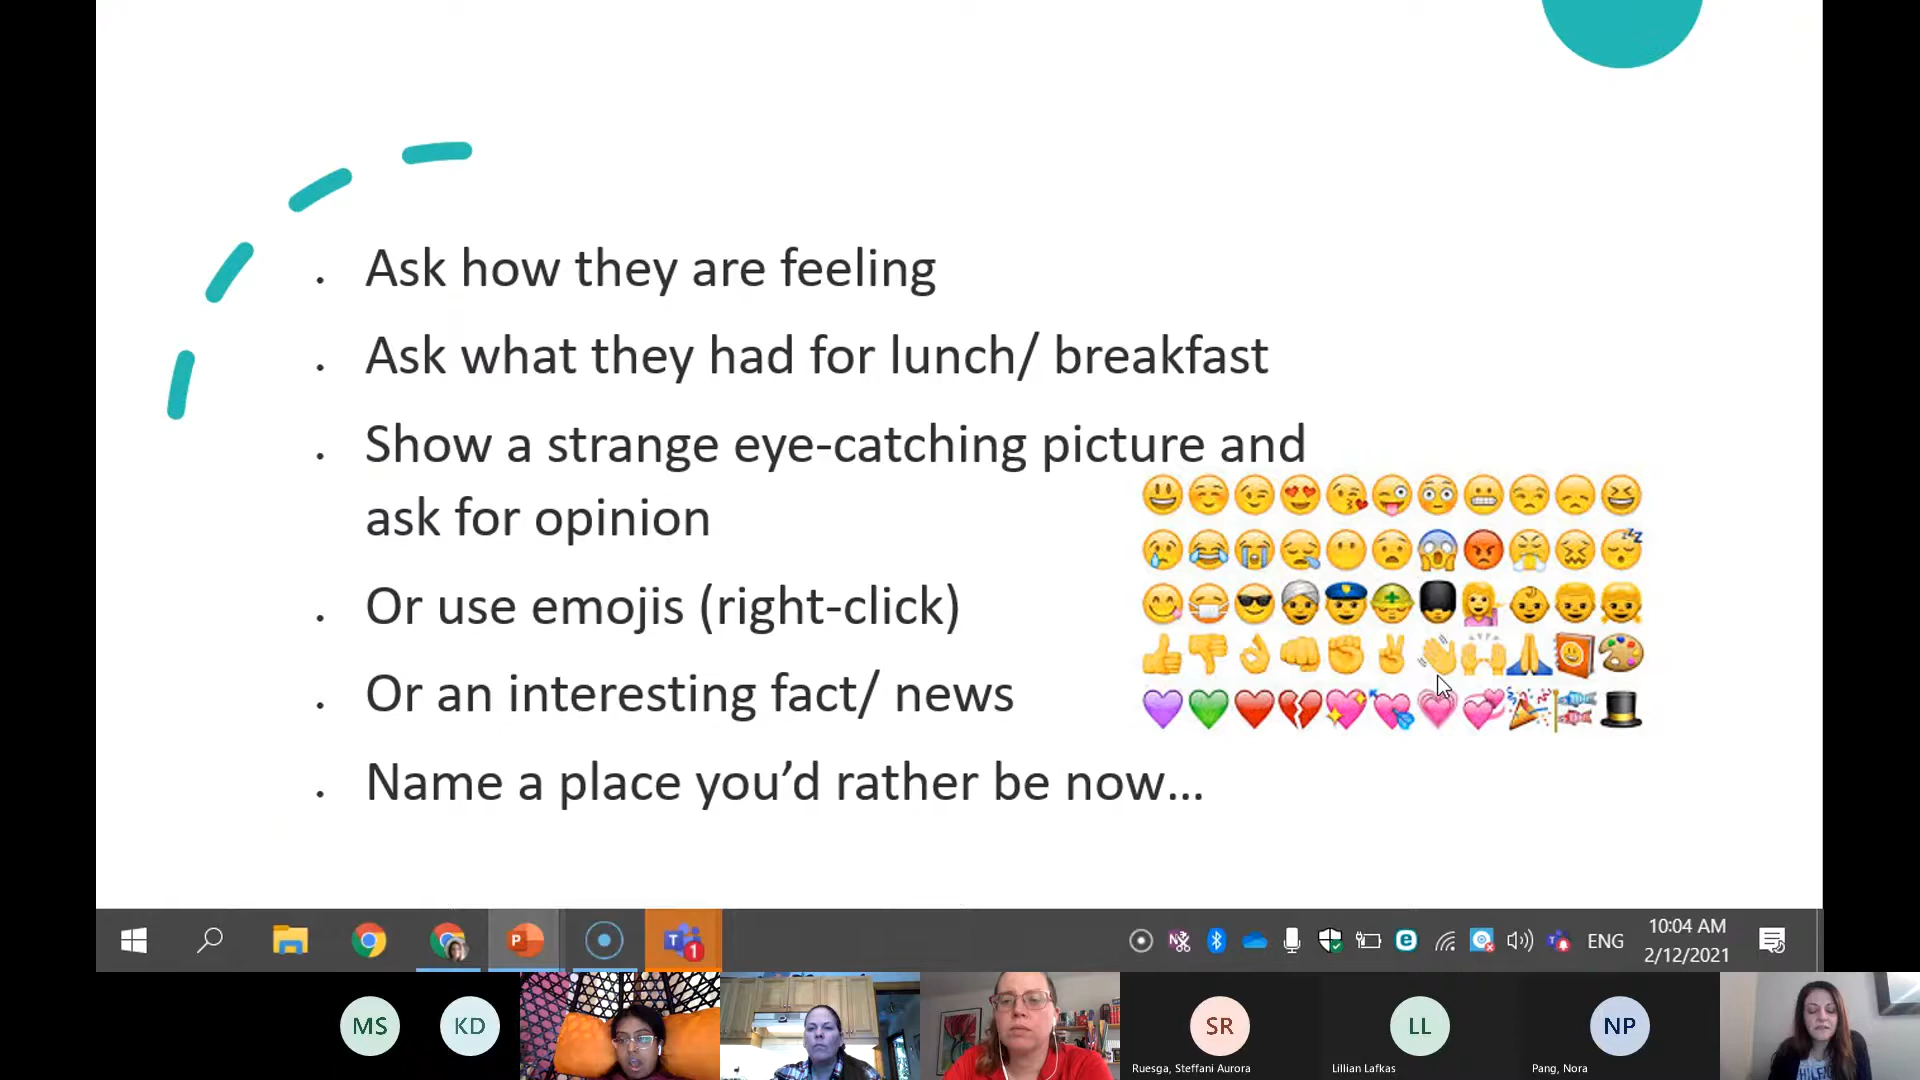 Ask how they are feeling
Ask what they had for lunch/ breakfast
Show a strange eye-catching picture and
ask for opinion
Or use emojis (right-click)
Or an interesting fact/ news
Name a place you’d rather be now...
P
T
1
ENG
10:04 AM
2/12/2021
MS
KD
SR
LL
NP
Ruesga, Steffani Aurora
Lillian Lafkas
Pang, Nora